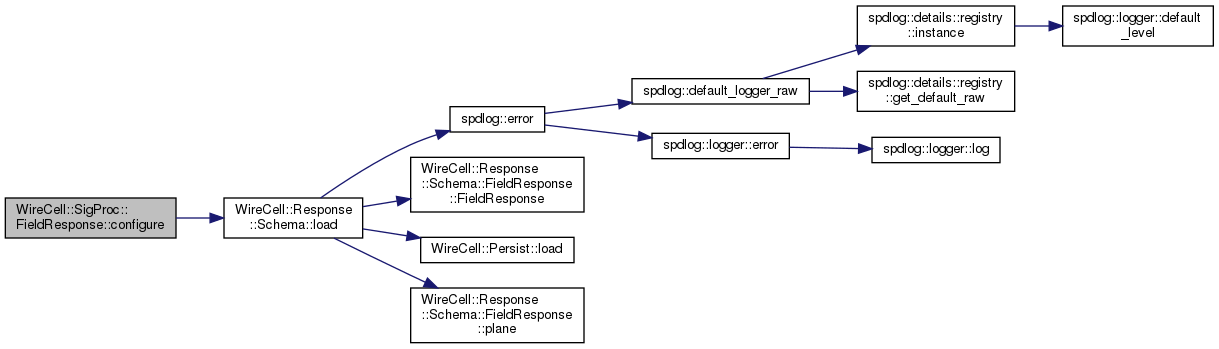 WireCell::SigProc::
FieldResponse::configure
WireCell::Response
::Schema::load
spdlog::error
WireCell::Response
::Schema::FieldResponse
::FieldResponse
WireCell::Persist::load
WireCell::Response
::Schema::FieldResponse
::plane
spdlog::default_logger_raw
spdlog::logger::error
spdlog::details::registry
::instance
spdlog::details::registry
::get_default_raw
spdlog::logger::log
spdlog::logger::default
_level